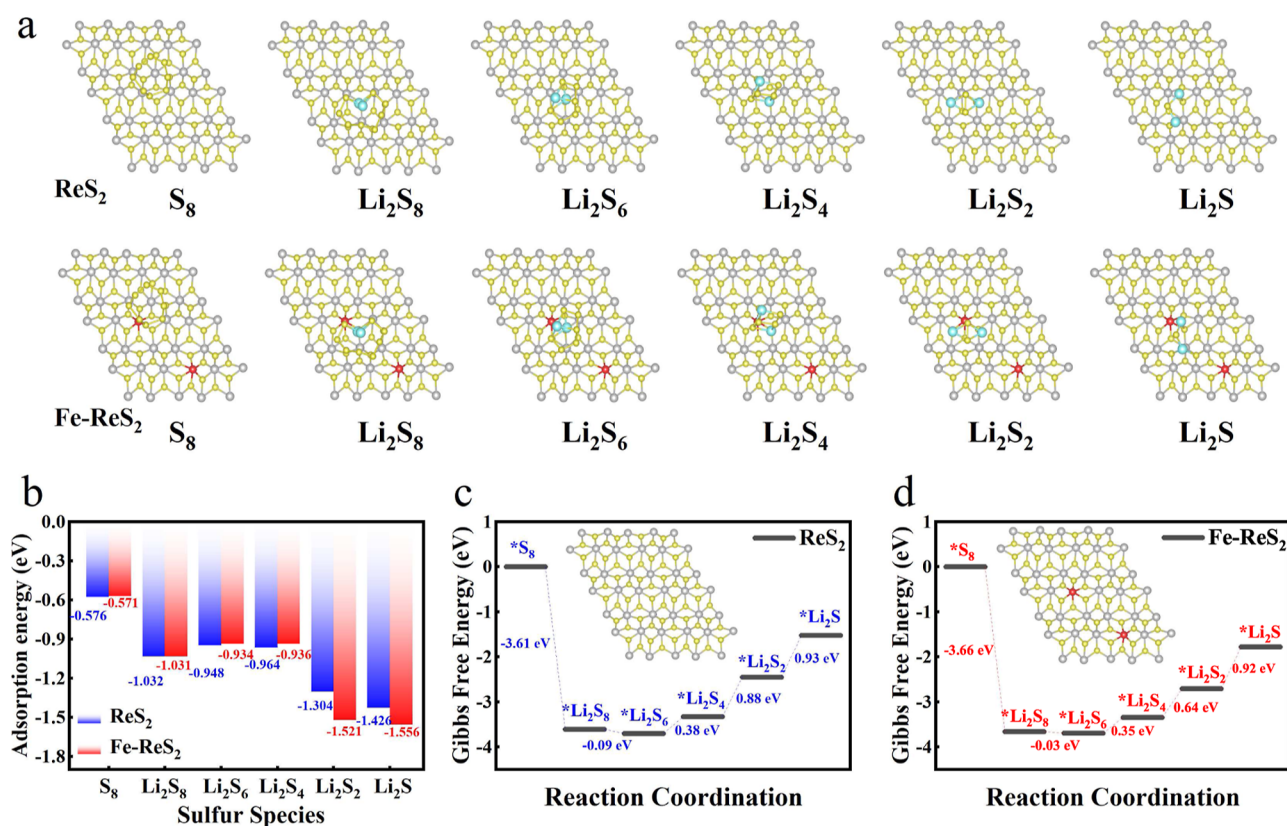 a
ReS₂
S₈
Li₂S₈
Li₂S₆
Li₂S₄
Li₂S₂
Li₂S
Fe-ReS₂
S₈
Li₂S₈
Li₂S₆
Li₂S₄
Li₂S₂
Li₂S
b
Adsorption energy (eV)
0.0
-0.3
-0.6
-0.9
-1.2
-1.5
-1.8
-0.576
-0.571
-1.032
-1.031
-0.948
-0.934
-0.964
-0.936
-1.304
-1.521
-1.426
-1.556
ReS₂
Fe-ReS₂
S₈
Li₂S₈
Li₂S₆
Li₂S₄
Li₂S₂
Li₂S
Sulfur Species
c
Gibbs Free Energy (eV)
1
0
-1
-2
-3
-4
ReS₂
*S₈
-3.61 eV
*Li₂S₈
-0.09 eV
*Li₂S₆
0.38 eV
*Li₂S₄
0.88 eV
*Li₂S₂
0.93 eV
*Li₂S
Reaction Coordination
d
Gibbs Free Energy (eV)
1
0
-1
-2
-3
-4
Fe-ReS₂
*S₈
-3.66 eV
*Li₂S₈
-0.03 eV
*Li₂S₆
0.35 eV
*Li₂S₄
0.64 eV
*Li₂S₂
0.92 eV
*Li₂S
Reaction Coordination